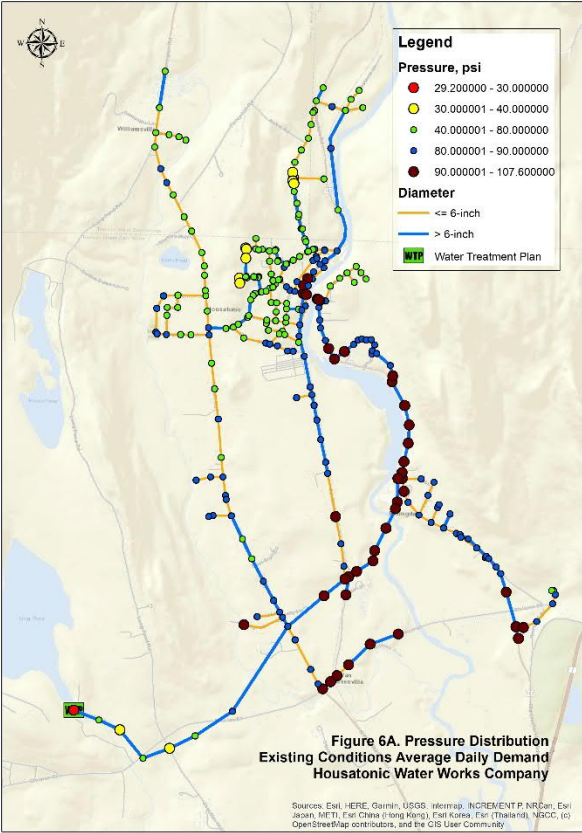 N
W E
S
Legend
Pressure, psi
29.200000 - 30.000000
30.000001 - 40.000000
40.000001 - 80.000000
80.000001 - 90.000000
90.000001 - 107.600000
Diameter
<= 6-inch
> 6-inch
WTP Water Treatment Plan
Williamsville
Figure 6A. Pressure Distribution
Existing Conditions Average Daily Demand
Housatonic Water Works Company
Sources: Esri, HERE, Garmin, USGS, Intermap, INCREMENT P, NRCan, Esri
Japan, METI, Esri China (Hong Kong), Esri Korea, Esri (Thailand), NGCC, (c)
OpenStreetMap contributors, and the GIS User Community